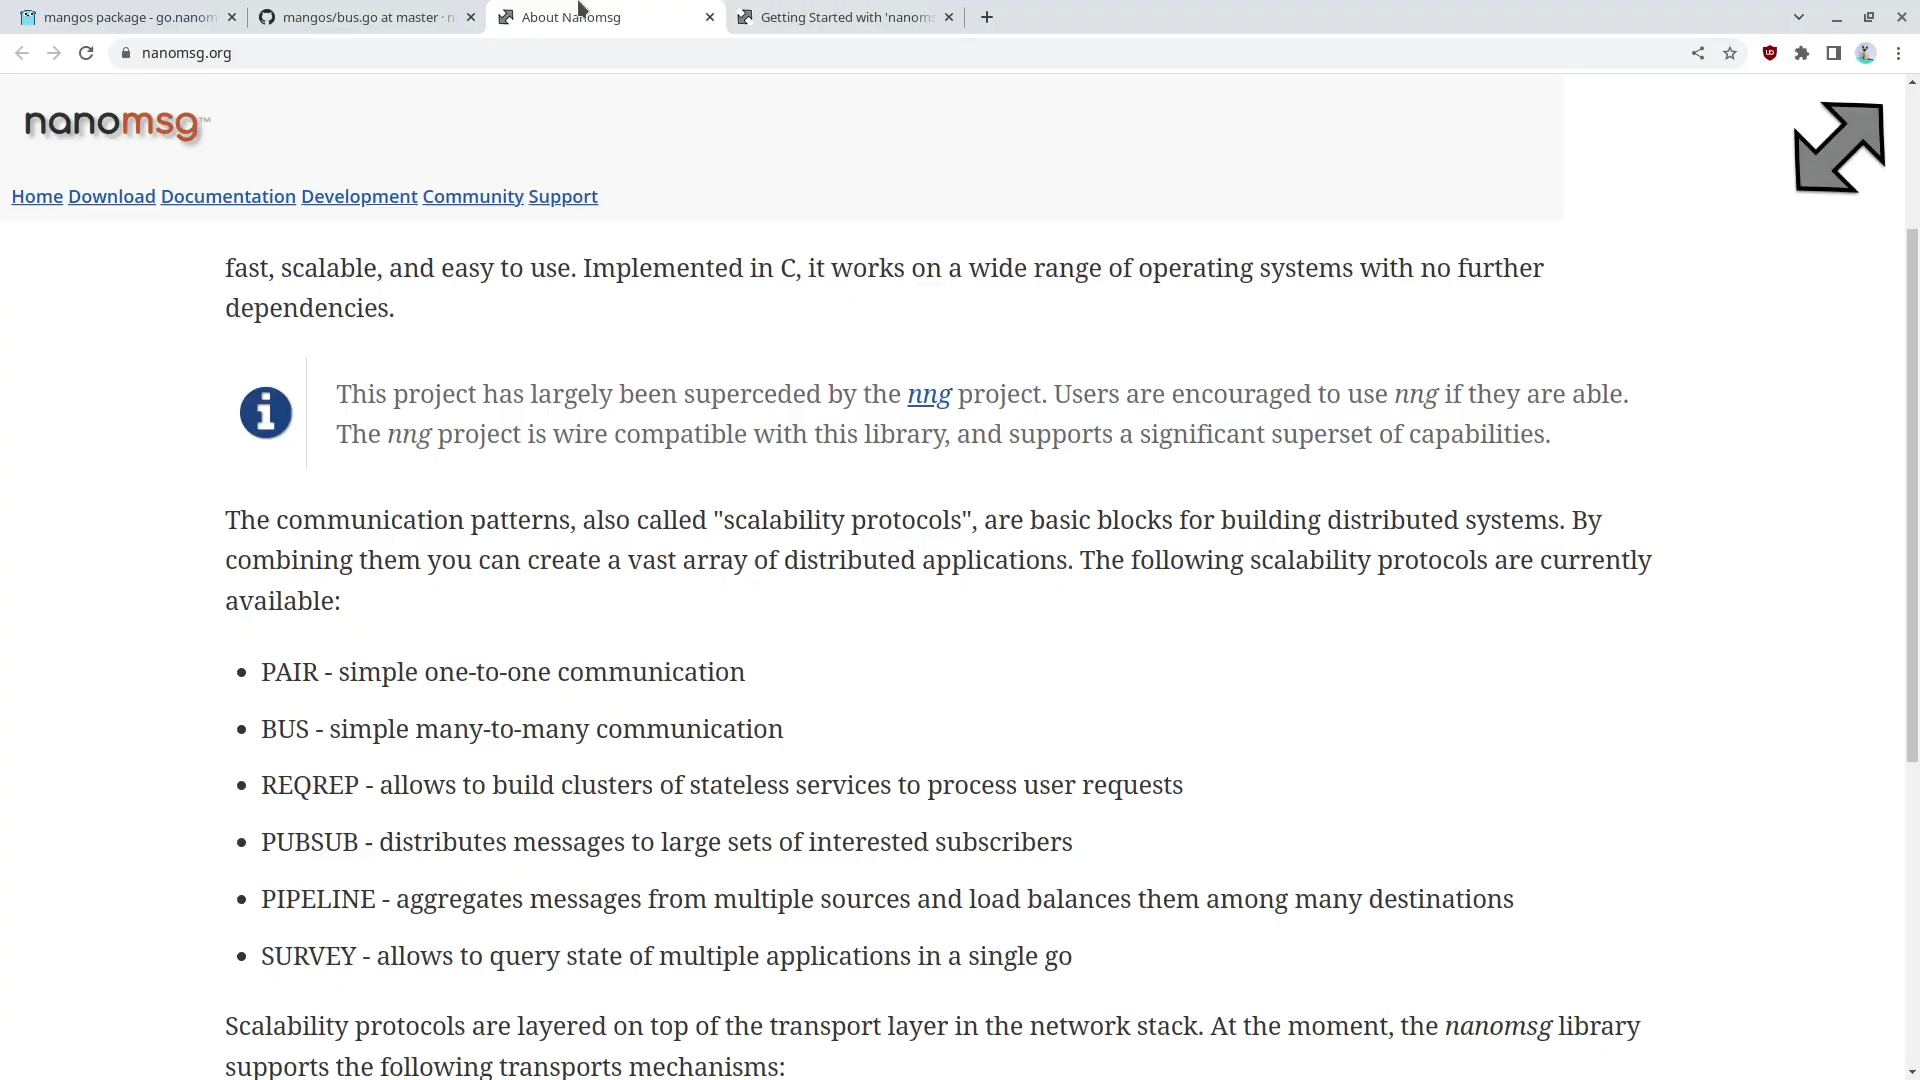 mangos package - go.nanom
mangos/bus.go at master · n
About Nanomsg
Getting Started with 'nanoms
nanomsg.org
nanomsg™
Home Download Documentation Development Community Support
fast, scalable, and easy to use. Implemented in C, it works on a wide range of operating systems with no further
dependencies.
This project has largely been superceded by the nng project. Users are encouraged to use nng if they are able.
The nng project is wire compatible with this library, and supports a significant superset of capabilities.
The communication patterns, also called "scalability protocols", are basic blocks for building distributed systems. By
combining them you can create a vast array of distributed applications. The following scalability protocols are currently
available:
• PAIR - simple one-to-one communication
• BUS - simple many-to-many communication
• REQREP - allows to build clusters of stateless services to process user requests
• PUBSUB - distributes messages to large sets of interested subscribers
• PIPELINE - aggregates messages from multiple sources and load balances them among many destinations
• SURVEY - allows to query state of multiple applications in a single go
Scalability protocols are layered on top of the transport layer in the network stack. At the moment, the nanomsg library
supports the following transports mechanisms: